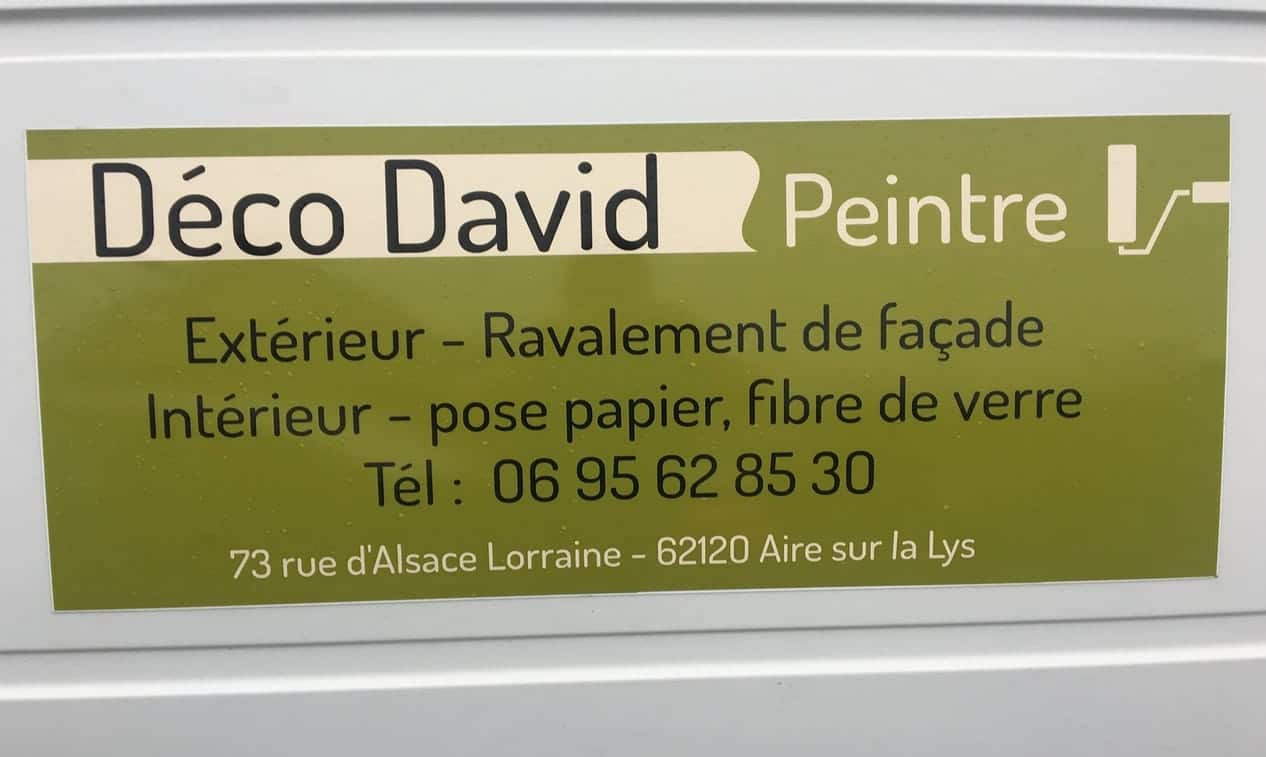 Déco David Peintre
Extérieur - Ravalement de façade
Intérieur - pose papier, fibre de verre
Tél : 06 95 62 85 30
73 rue d'Alsace Lorraine - 62120 Aire sur la Lys